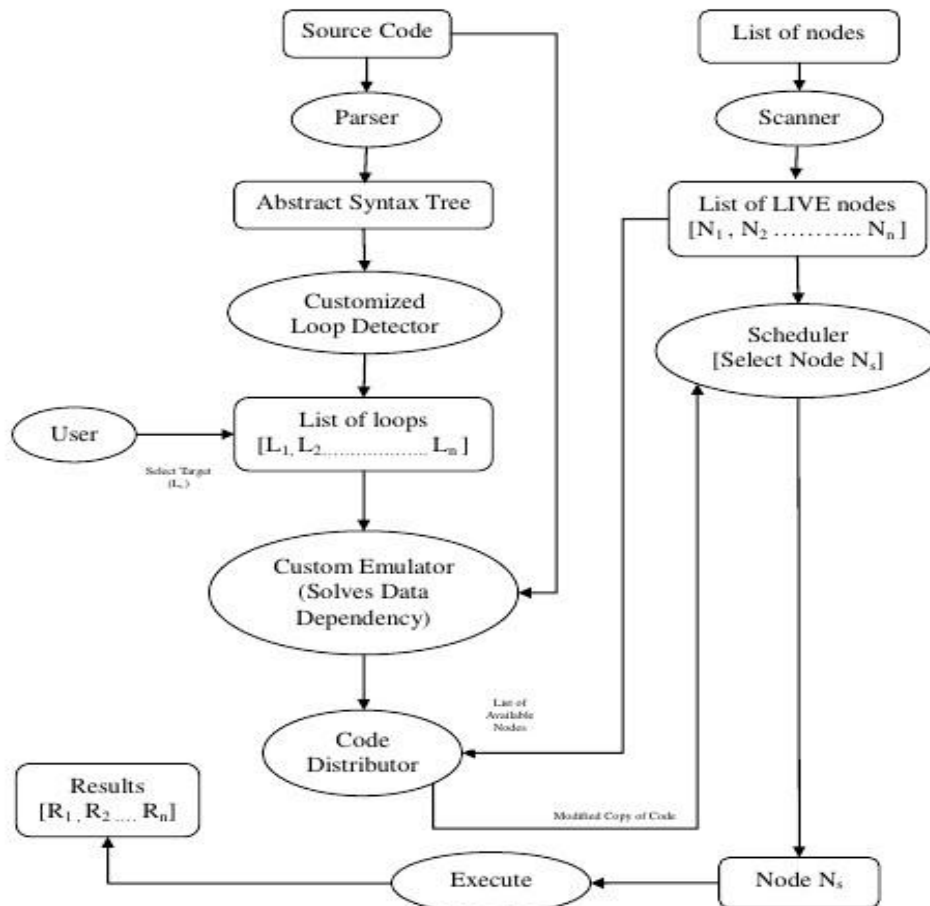 Source Code
List of nodes
Parser
Scanner
Abstract Syntax Tree
List of LIVE nodes
[N1 , N2 ……….. Nn ]
Customized
Loop Detector
Scheduler
[Select Node Ns]
User
Select Target
List of loops
[L1, L2................... Ln ]
Custom Emulator
(Solves Data
Dependency)
List of
Available
Nodes
Code
Distributor
Modified Copy of Code
Results
[R1 , R2 .... Rn]
Execute
Node Ns